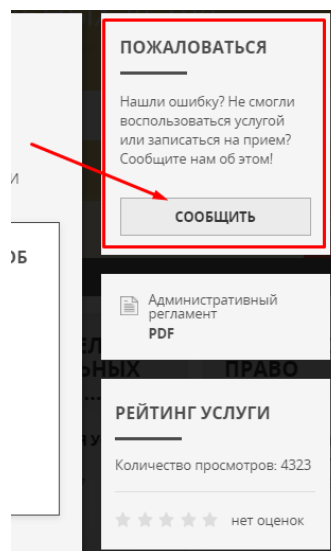 ПОЖАЛОВАТЬСЯ
Нашли ошибку? Не смогли
воспользоваться услугой
или записаться на прием?
Сообщите нам об этом!
СООБЩИТЬ
И
ОБ
Административный
регламент
PDF
ПРАВО
РЕЙТИНГ УСЛУГИ
Количество просмотров: 4323
нет оценок